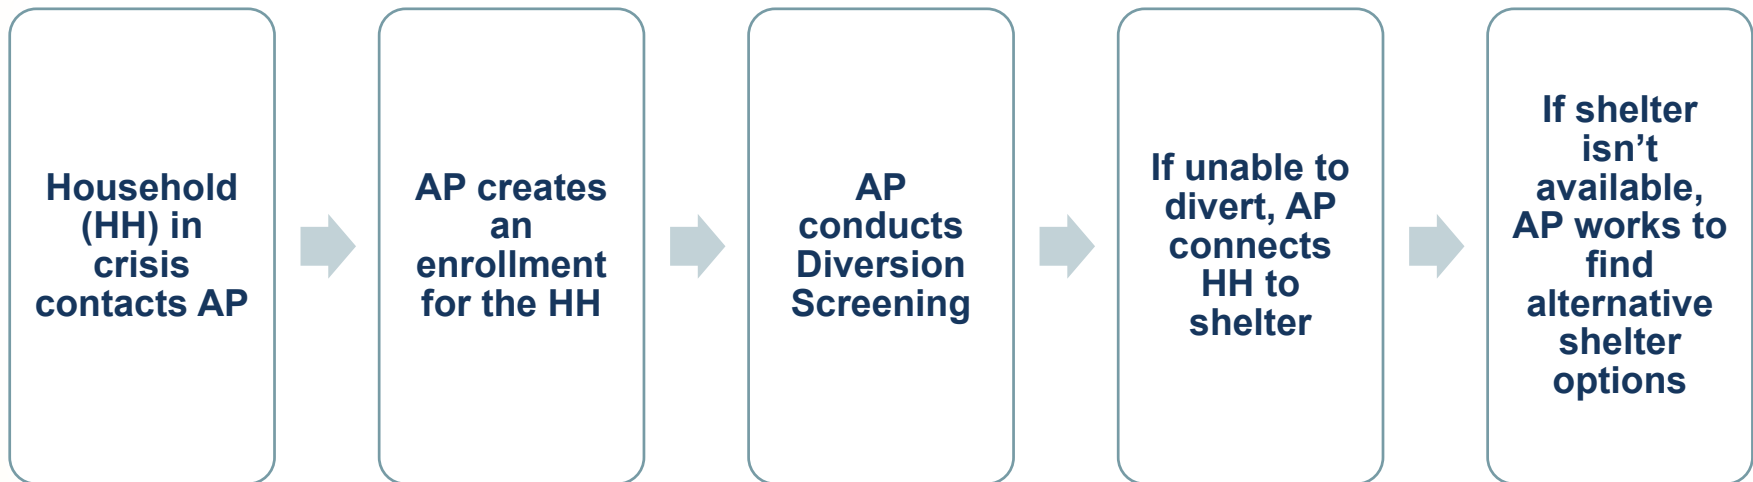 Household
(HH) in
crisis
contacts AP
AP creates
an
enrollment
for the HH
AP
conducts
Diversion
Screening
If unable to
divert, AP
connects
HH to
shelter
If shelter
isn’t
available,
AP works to
find
alternative
shelter
options